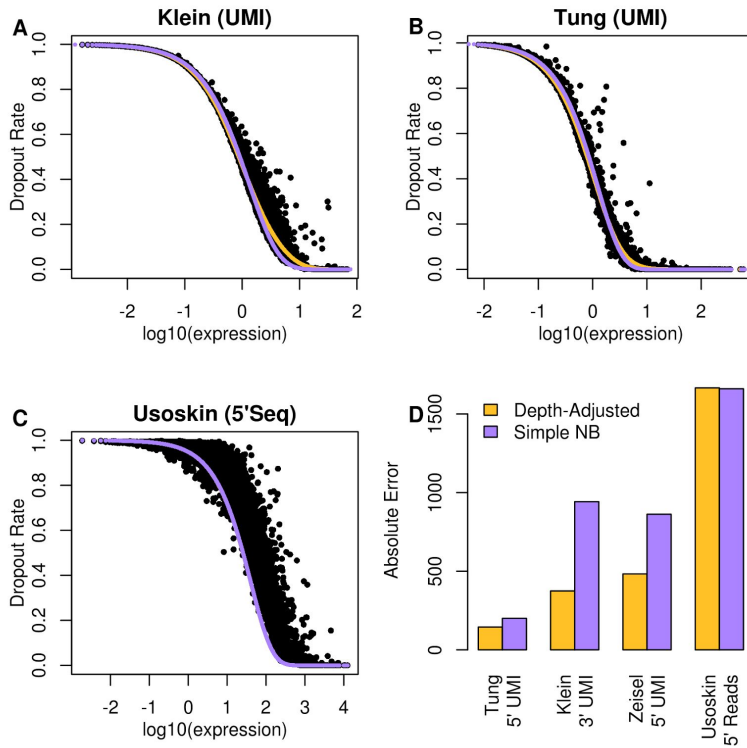 A
Klein (UMI)
Dropout Rate
0.0 0.2 0.4 0.6 0.8 1.0
-2 -1 0 1 2
log10(expression)
B
Tung (UMI)
Dropout Rate
0.0 0.2 0.4 0.6 0.8 1.0
-2 -1 0 1 2
log10(expression)
C
Usoskin (5'Seq)
Dropout Rate
0.0 0.2 0.4 0.6 0.8 1.0
-2 -1 0 1 2 3 4
log10(expression)
D
Depth-Adjusted
Simple NB
Absolute Error
0 500 1000 1500
Tung
5' UMI
Klein
3' UMI
Zeisel
5' UMI
Usoskin
5' Reads